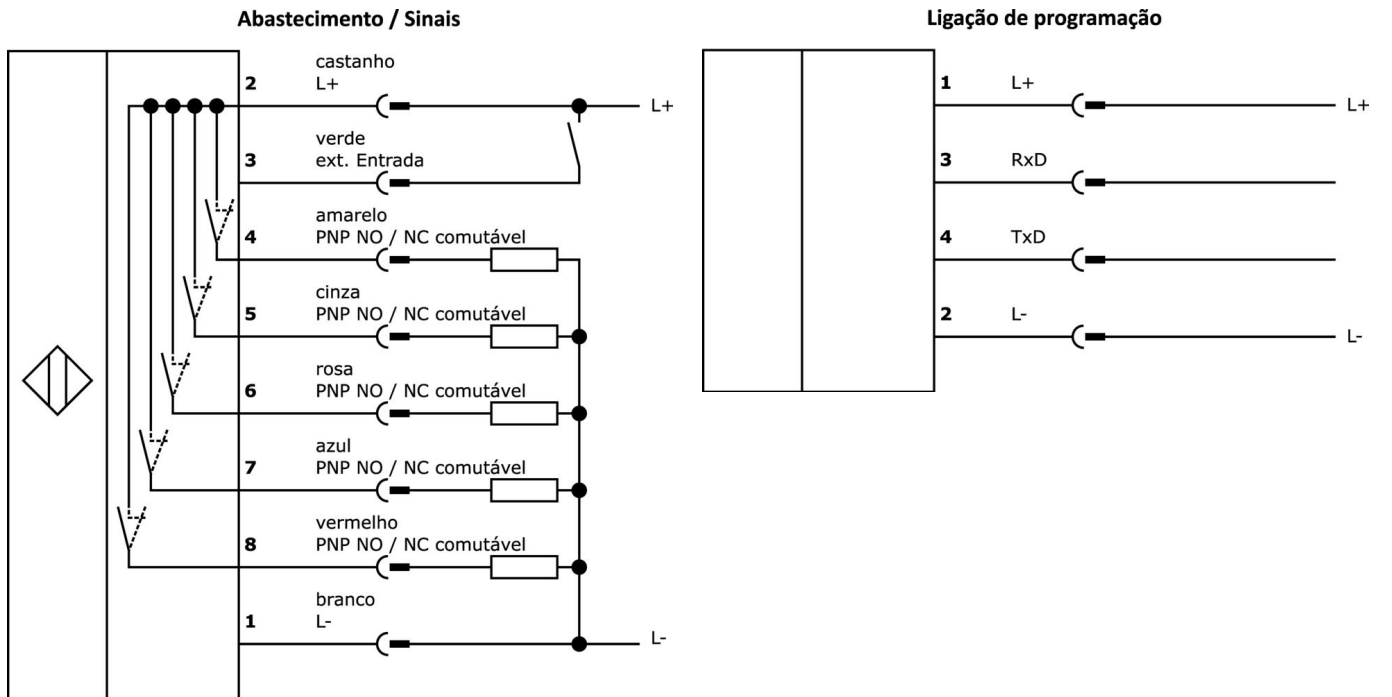 Abastecimento / Sinais
castanho
2 L+
L+
verde
3 ext. Entrada
amarelo
4 PNP NO / NC comutável
cinza
5 PNP NO / NC comutável
rosa
6 PNP NO / NC comutável
azul
7 PNP NO / NC comutável
vermelho
8 PNP NO / NC comutável
branco
1 L-
L-
Ligação de programação
1 L+
L+
3 RxD
4 TxD
2 L-
L-